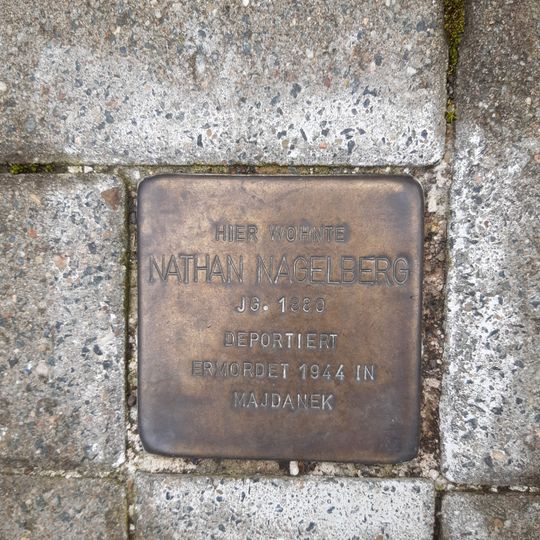 HIER WOHNTE
NATHAN NAGELBERG
JG. 1880
DEPORTIERT
ERMORDET 1944 IN
MAJDANEK